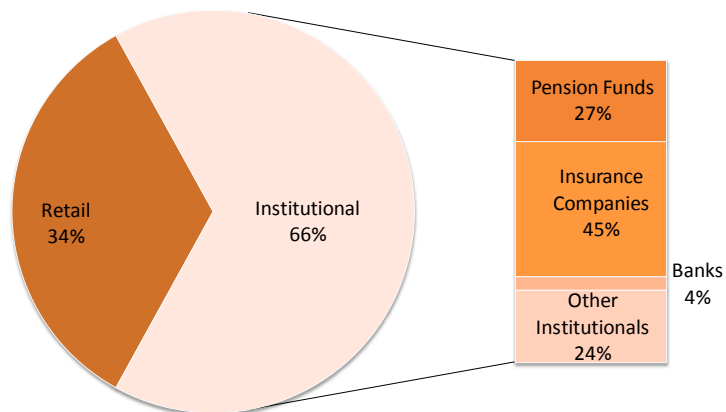 Retail
34%
Institutional
66%
Pension Funds
27%
Insurance
Companies
45%
Banks
4%
Other
Institutionals
24%